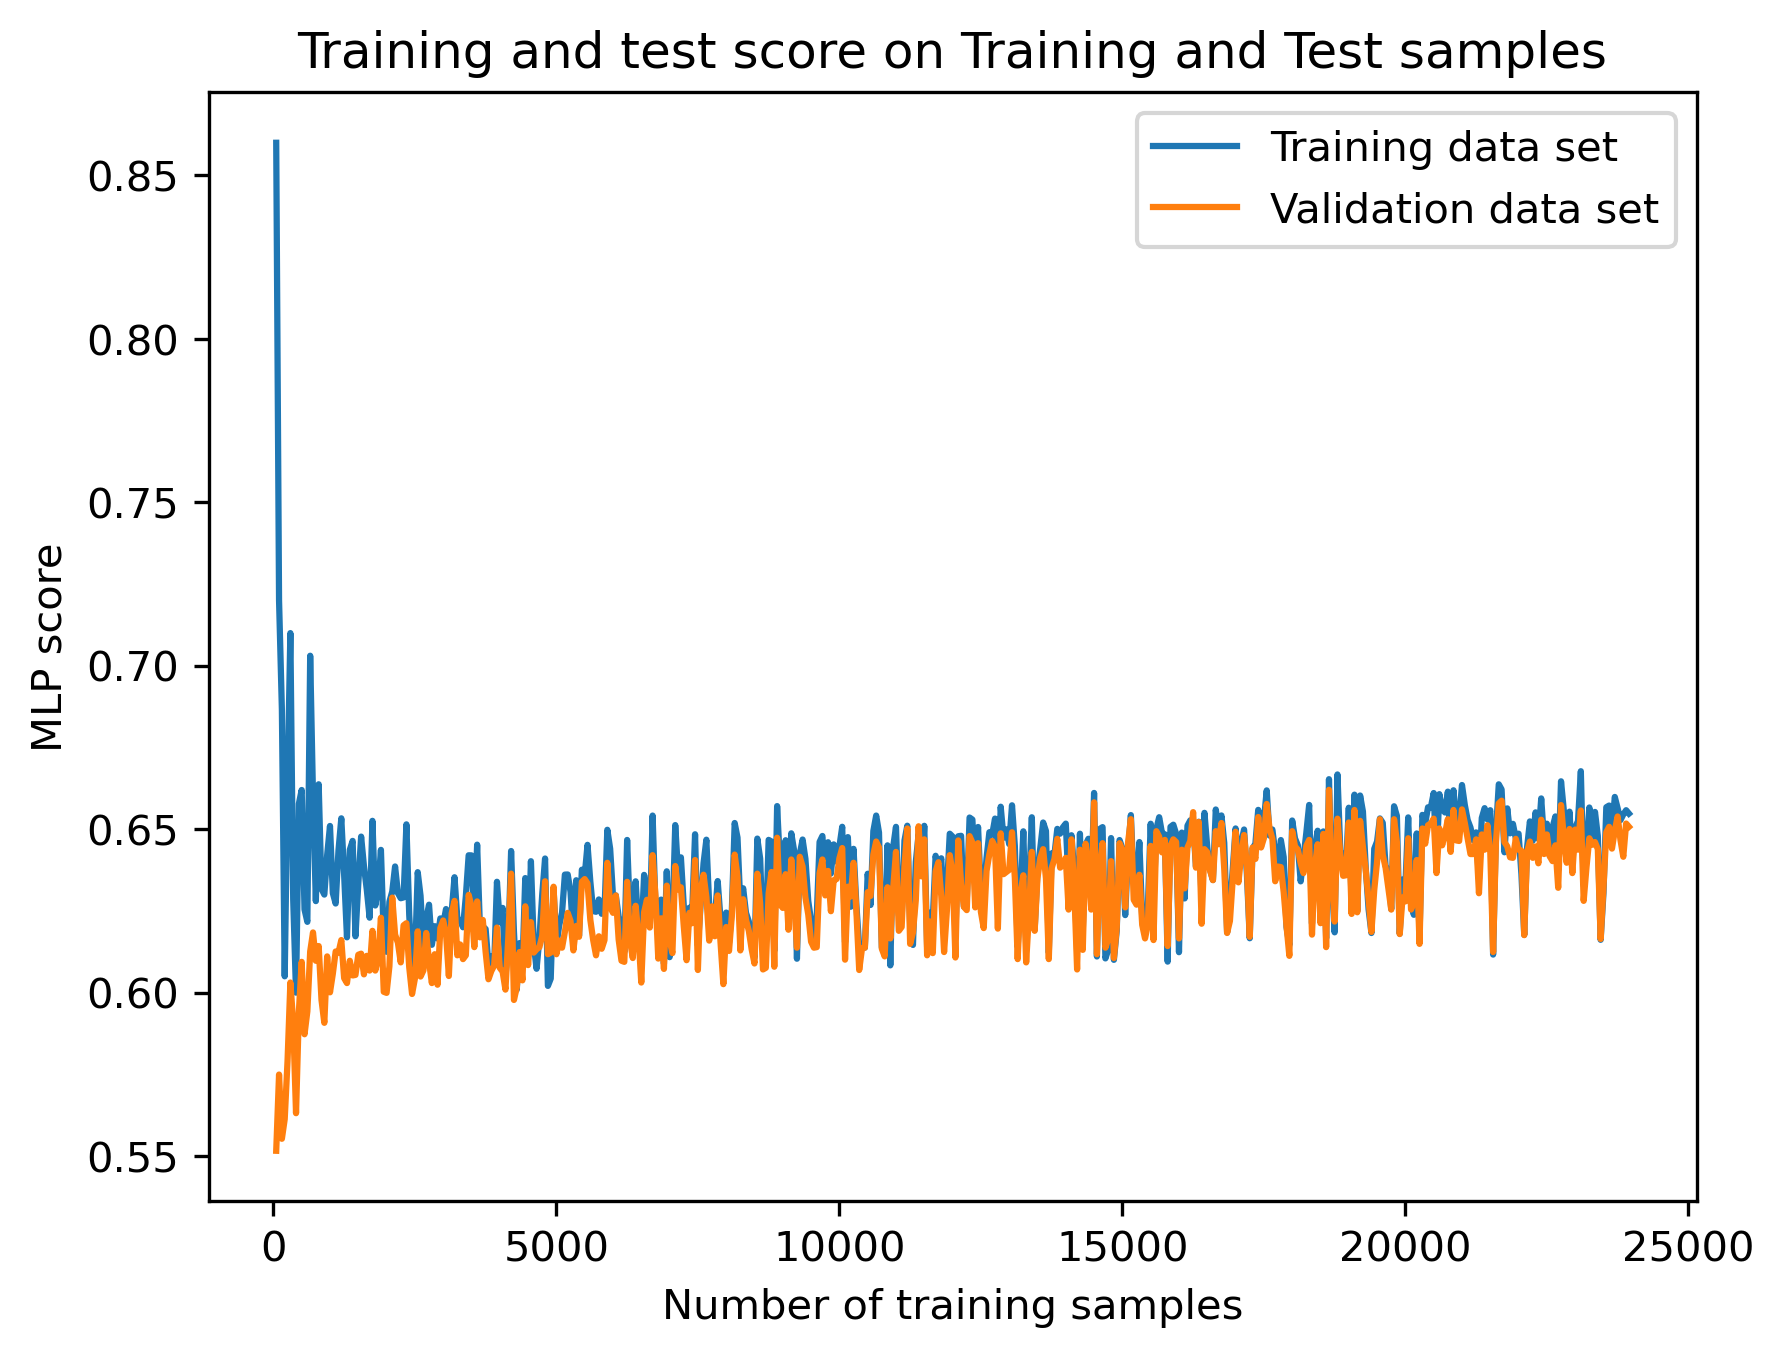 Training and test score on Training and Test samples
Training data set
Validation data set
0.85
0.80
0.75
0.70
0.65
0.60
0.55
MLP score
0 5000 10000 15000 20000 25000
Number of training samples